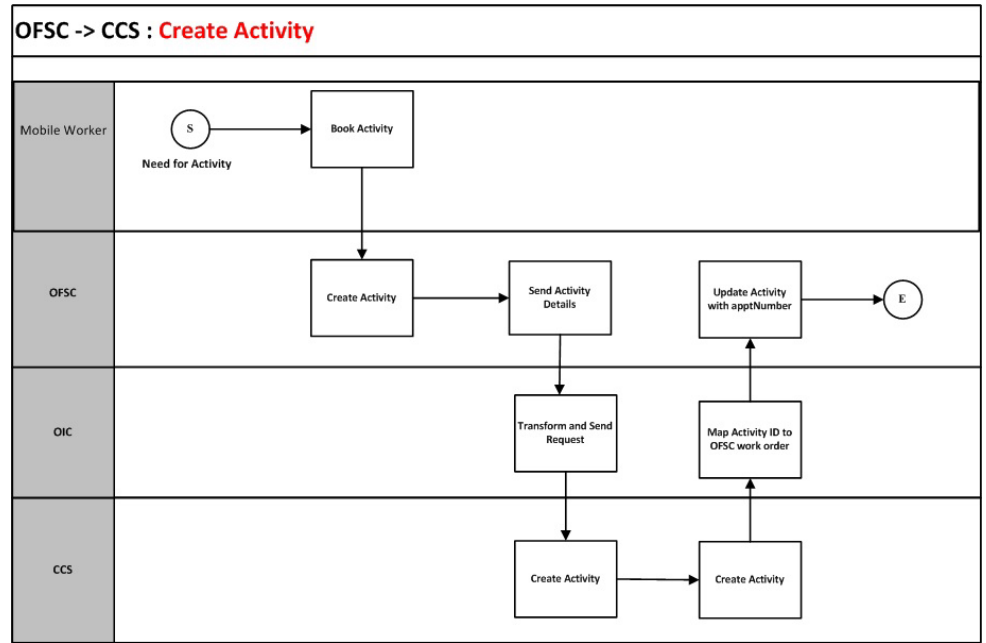 OFSC -> CCS : Create Activity
Mobile Worker
S
Need for Activity
Book Activity
OFSC
Create Activity
Send Activity
Details
Update Activity
with apptNumber
E
OIC
Transform and Send
Request
Map Activity ID to
OFSC work order
CCS
Create Activity
Create Activity